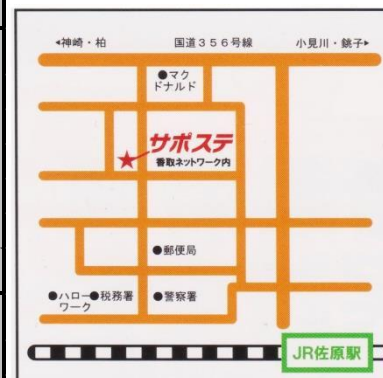 ◂神崎・柏
国道３５６号線
小見川・銚子▸
●マク
ドナルド
サポステ
香取ネットワーク内
●郵便局
●ハロー
ワーク
●税務署
●警察署
JR佐原駅